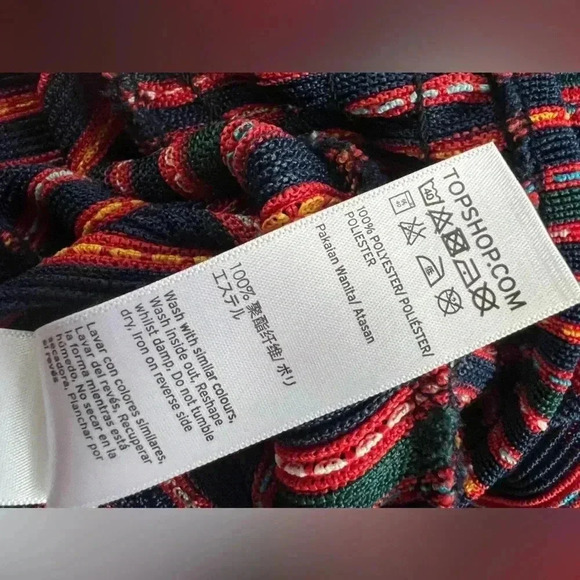 TOPSHOP.COM
40
100% POLYESTER/ POLIESTER/
POLIESTER
Pakaian Wanita/ Atasan
100% 聚酯纤维/ ポリ
エステル
Wash with similar colours,
Wash inside out, Reshape
whilst damp. Do not tumble
dry, iron on reverse side
Lavar con colores similares,
Lavar del revés, Recuperar
la forma mientras está
húmero. No secar en la
secadora. Planchar por
el revés